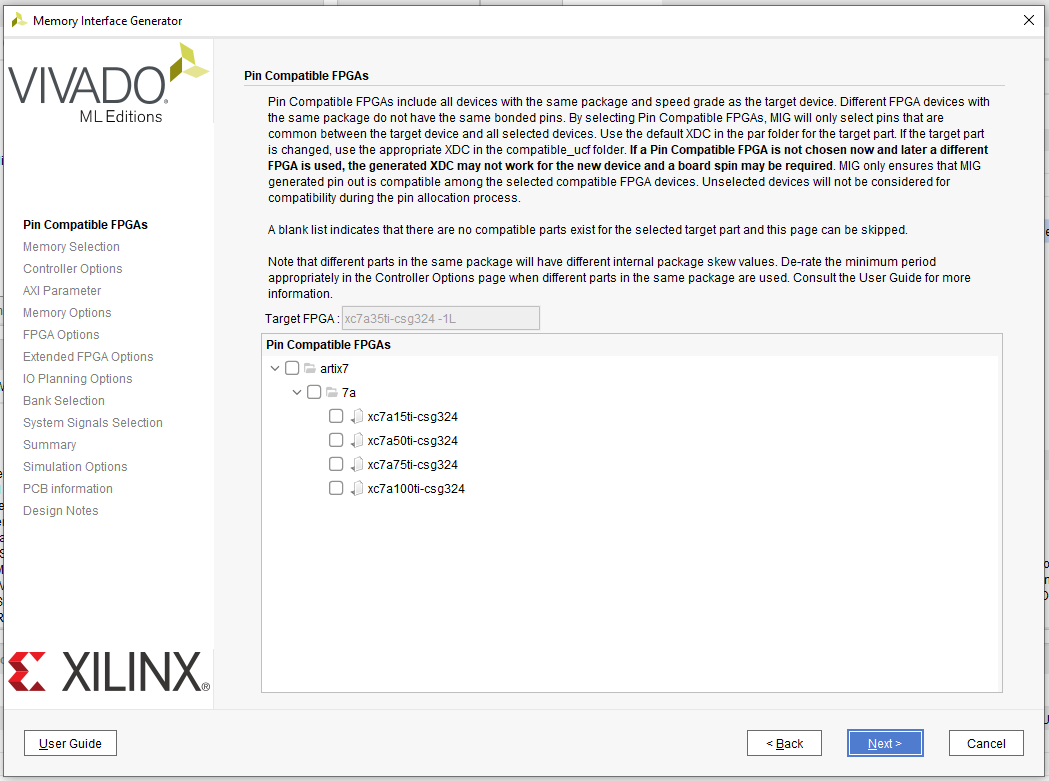 Memory Interface Generator
VIVADO
ML Editions
Pin Compatible FPGAs
Memory Selection
Controller Options
AXI Parameter
Memory Options
FPGA Options
Extended FPGA Options
IO Planning Options
Bank Selection
System Signals Selection
Summary
Simulation Options
PCB information
Design Notes
XILINX®
Pin Compatible FPGAs
Pin Compatible FPGAs include all devices with the same package and speed grade as the target device. Different FPGA devices with
the same package do not have the same bonded pins. By selecting Pin Compatible FPGAs, MIG will only select pins that are
common between the target device and all selected devices. Use the default XDC in the par folder for the target part. If the target part
is changed, use the appropriate XDC in the compatible_ucf folder. If a Pin Compatible FPGA is not chosen now and later a different
FPGA is used, the generated XDC may not work for the new device and a board spin may be required. MIG only ensures that MIG
generated pin out is compatible among the selected compatible FPGA devices. Unselected devices will not be considered for
compatibility during the pin allocation process.
A blank list indicates that there are no compatible parts exist for the selected target part and this page can be skipped.
Note that different parts in the same package will have different internal package skew values. De-rate the minimum period
appropriately in the Controller Options page when different parts in the same package are used. Consult the User Guide for more
information.
Target FPGA : xc7a35ti-csg324 -1L
Pin Compatible FPGAs
artix7
7a
xc7a15ti-csg324
xc7a50ti-csg324
xc7a75ti-csg324
xc7a100ti-csg324
User Guide
< Back
Next >
Cancel